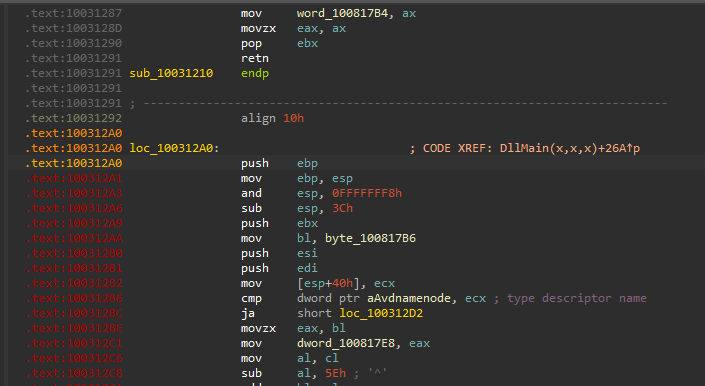 .text:10031287 mov word_100817B4, ax
.text:1003128D movzx eax, ax
.text:10031290 pop ebx
.text:10031291 retn
.text:10031291 sub_10031210 endp
.text:10031291
.text:10031291 ; ---------------------------------------------------------------------------
.text:10031292 align 10h
.text:100312A0
.text:100312A0 loc_100312A0: ; CODE XREF: DllMain(x,x,x)+26A↑p
.text:100312A0 push ebp
.text:100312A1 mov ebp, esp
.text:100312A3 and esp, 0FFFFFFF8h
.text:100312A6 sub esp, 3Ch
.text:100312A9 push ebx
.text:100312AA mov bl, byte_100817B6
.text:100312B0 push esi
.text:100312B1 push edi
.text:100312B2 mov [esp+40h], ecx
.text:100312B6 cmp dword ptr aAvdnamenode, ecx ; type descriptor name
.text:100312BC ja short loc_100312D2
.text:100312BE movzx eax, bl
.text:100312C1 mov dword_100817E8, eax
.text:100312C6 mov al, cl
.text:100312C8 sub al, 5Eh ; '^'